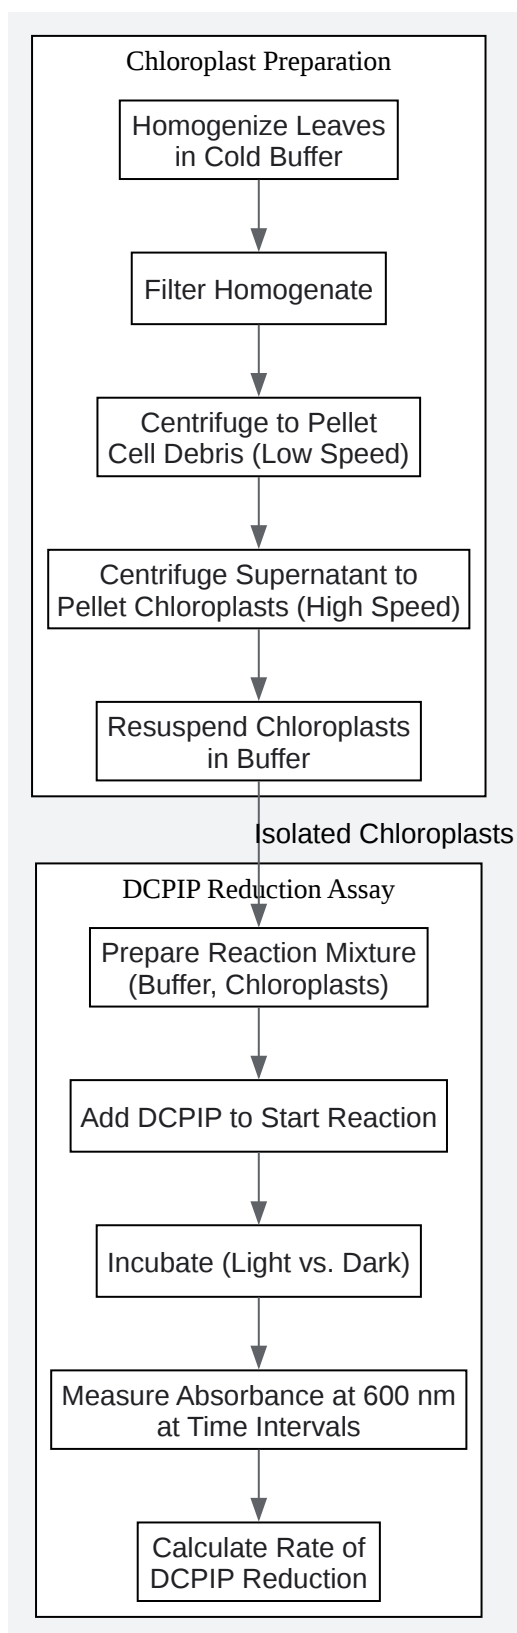 Chloroplast Preparation
Homogenize Leaves
in Cold Buffer
Filter Homogenate
Centrifuge to Pellet
Cell Debris (Low Speed)
Centrifuge Supernatant to
Pellet Chloroplasts (High Speed)
Resuspend Chloroplasts
in Buffer
Isolated Chloroplasts
DCPIP Reduction Assay
Prepare Reaction Mixture
(Buffer, Chloroplasts)
Add DCPIP to Start Reaction
Incubate (Light vs. Dark)
Measure Absorbance at 600 nm
at Time Intervals
Calculate Rate of
DCPIP Reduction